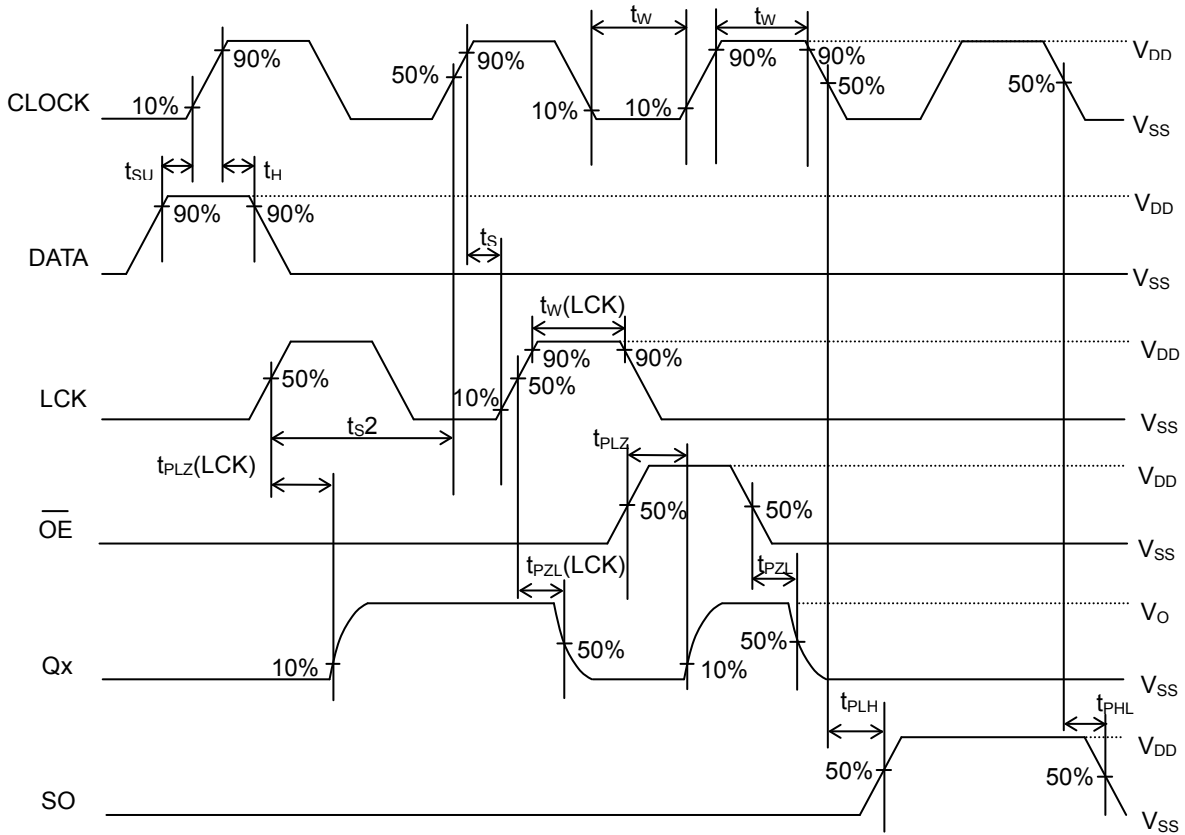 tW tW
VDD
90% 90% 90% 90%
50% 50% 50%
CLOCK 10% 10% 10%
VSS
tSU tH
90% 90% VDD
DATA tS
VSS
tW(LCK)
VDD
90% 90%
50% 50%
LCK 10%
VSS
tS2
tPLZ
tPLZ(LCK)
VDD
50% 50%
OE
VSS
tPZL(LCK) tPZL
VO
50% 50%
Qx 10% 10%
VSS
tPLH tPHL
VDD
50% 50%
SO
VSS